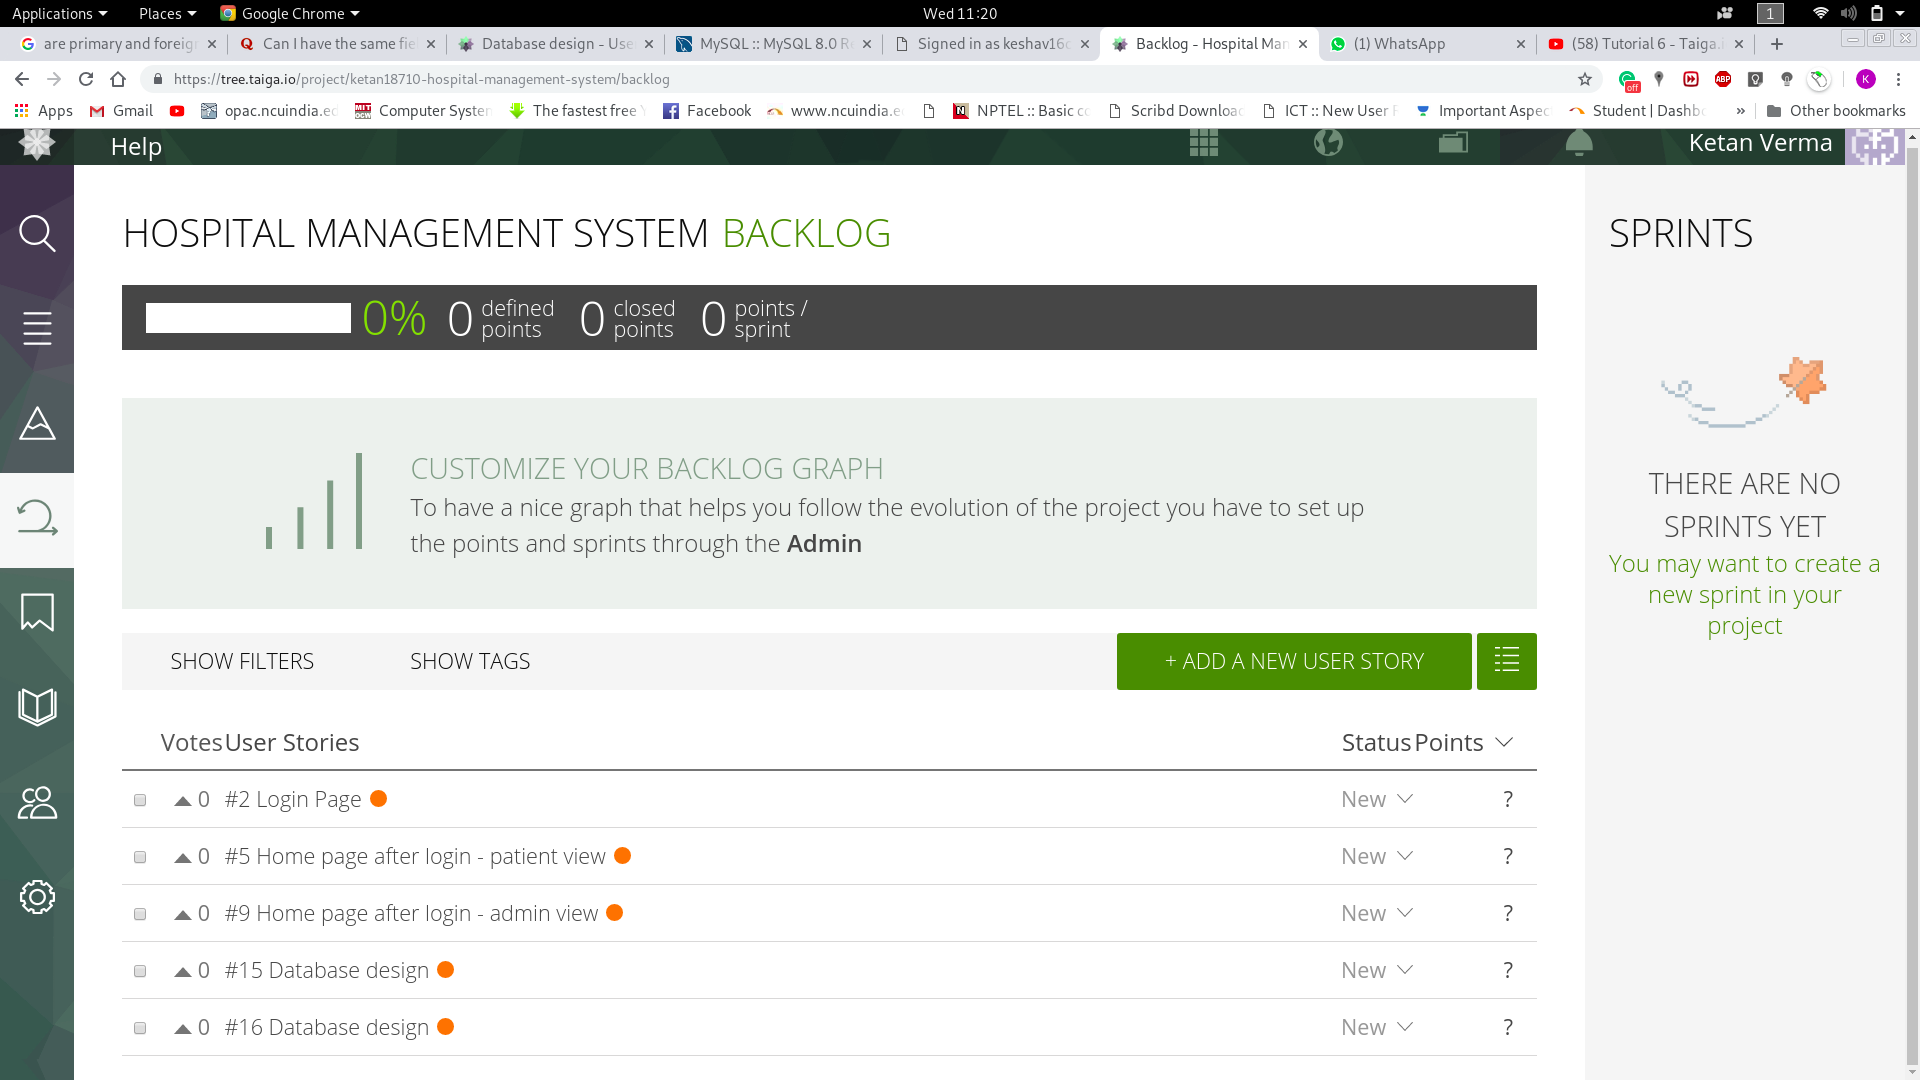 Applications Places Google Chrome Wed 11:20 1
are primary and foreig Can I have the same fie Database design - Use MySQL :: MySQL 8.0 R Signed in as keshav16c Backlog - Hospital Man (1) WhatsApp (58) Tutorial 6 - Taiga.i
https://tree.taiga.io/project/ketan18710-hospital-management-system/backlog off ABP K
Apps Gmail opac.ncuindia.ed MIT OCW Computer System The fastest free Y Facebook www.ncuindia.e N NPTEL :: Basic co Scribd Downloa ICT :: New User F Important Aspec Student | Dashb » Other bookmarks
Help Ketan Verma
HOSPITAL MANAGEMENT SYSTEM BACKLOG
0% 0 defined points 0 closed points 0 points / sprint
CUSTOMIZE YOUR BACKLOG GRAPH
To have a nice graph that helps you follow the evolution of the project you have to set up
the points and sprints through the Admin
SHOW FILTERS SHOW TAGS + ADD A NEW USER STORY
Votes User Stories Status Points
0 #2 Login Page New ?
0 #5 Home page after login - patient view New ?
0 #9 Home page after login - admin view New ?
0 #15 Database design New ?
0 #16 Database design New ?
SPRINTS
THERE ARE NO
SPRINTS YET
You may want to create a
new sprint in your
project